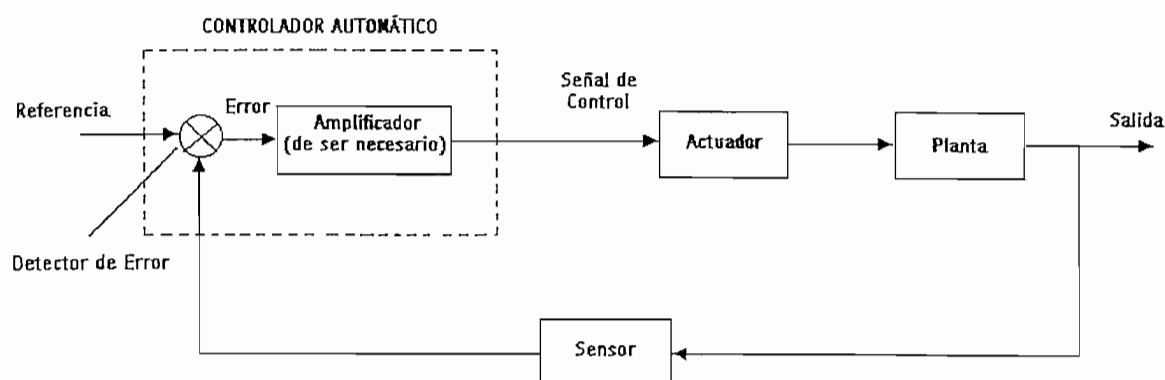 CONTROLADOR AUTOMÁTICO
Referencia
Error
Amplificador
(de ser necesario)
Señal de
Control
Actuador
Planta
Salida
Detector de Error
Sensor